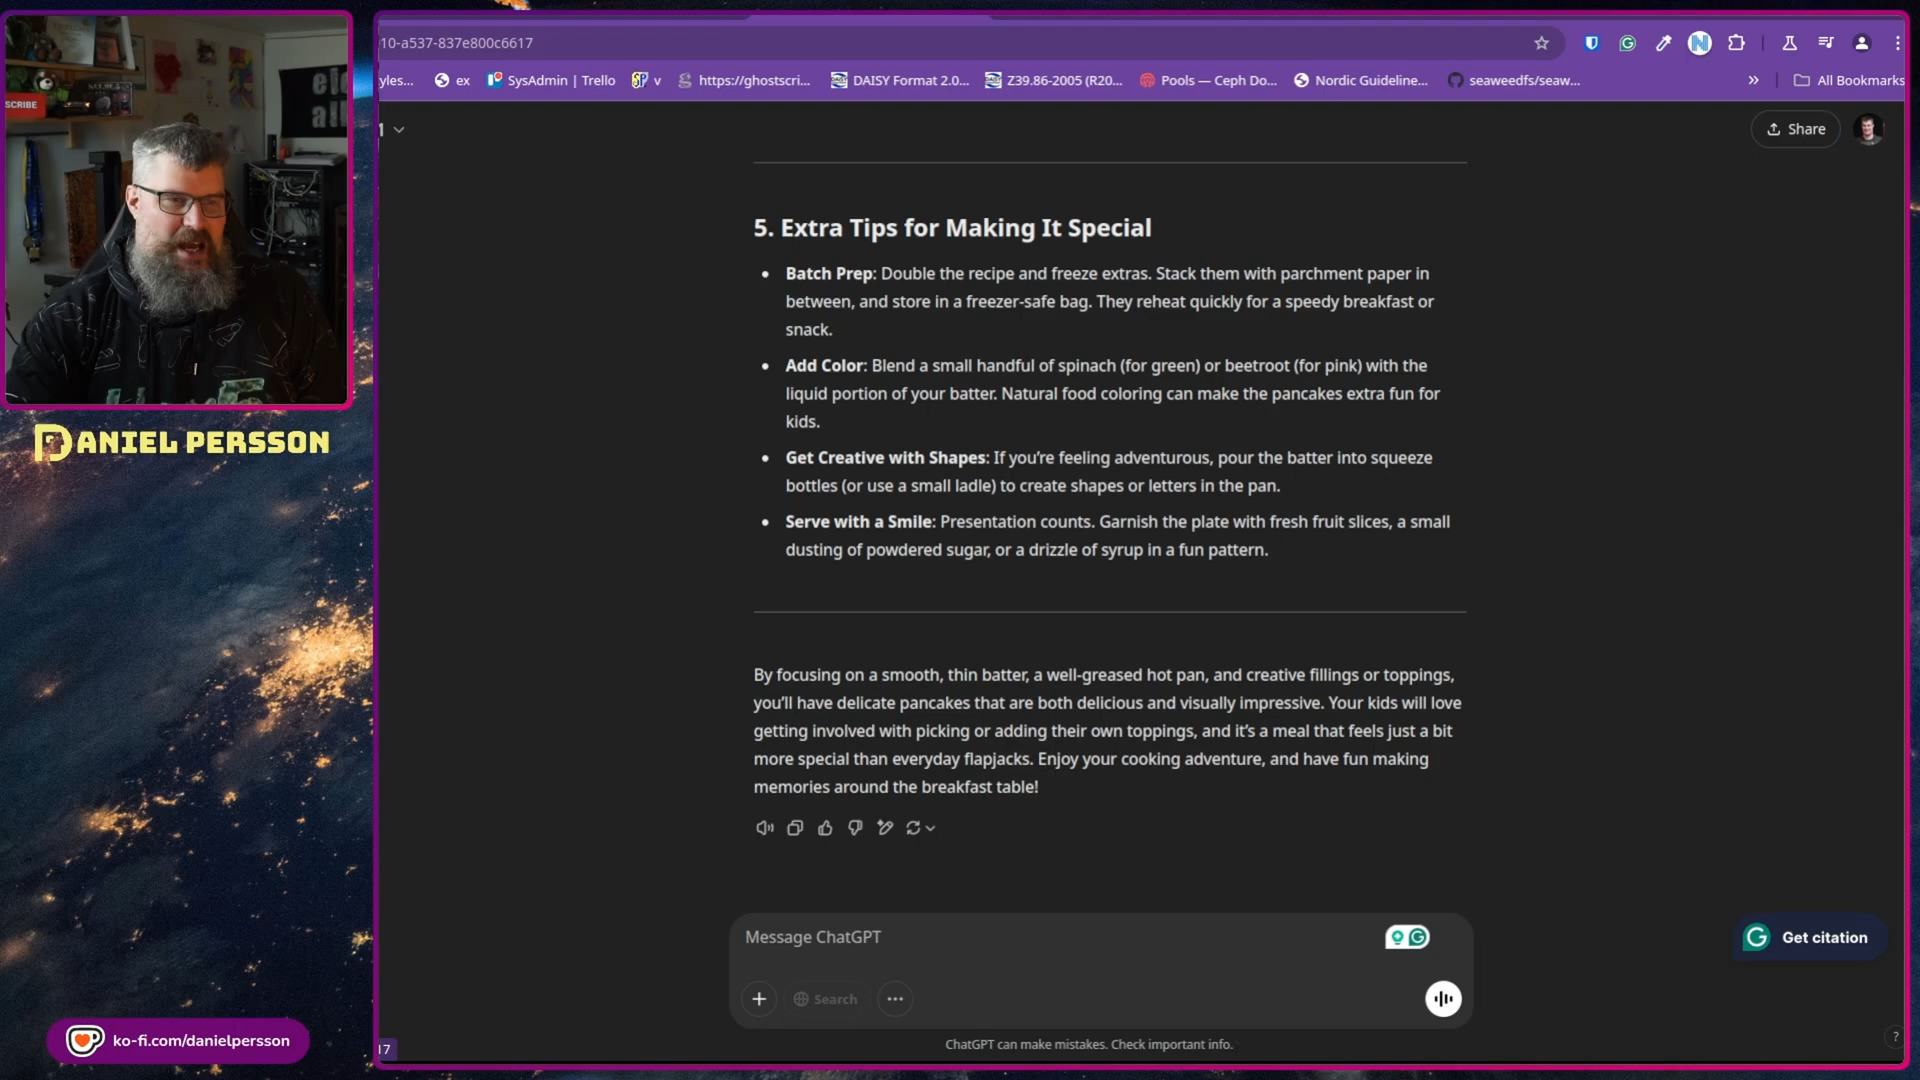 SCRIBE
DANIEL PERSSON
ko-fi.com/danielpersson
10-a537-837e800c6617
yles...
ex
SysAdmin | Trello
v
https://ghostscri...
DAISY Format 2.0...
Z39.86-2005 (R20...
Pools — Ceph Do...
Nordic Guideline...
seaweedfs/seaw...
»
All Bookmarks
1
Share
5. Extra Tips for Making It Special
• Batch Prep: Double the recipe and freeze extras. Stack them with parchment paper in
between, and store in a freezer-safe bag. They reheat quickly for a speedy breakfast or
snack.
• Add Color: Blend a small handful of spinach (for green) or beetroot (for pink) with the
liquid portion of your batter. Natural food coloring can make the pancakes extra fun for
kids.
• Get Creative with Shapes: If you’re feeling adventurous, pour the batter into squeeze
bottles (or use a small ladle) to create shapes or letters in the pan.
• Serve with a Smile: Presentation counts. Garnish the plate with fresh fruit slices, a small
dusting of powdered sugar, or a drizzle of syrup in a fun pattern.
By focusing on a smooth, thin batter, a well-greased hot pan, and creative fillings or toppings,
you’ll have delicate pancakes that are both delicious and visually impressive. Your kids will love
getting involved with picking or adding their own toppings, and it’s a meal that feels just a bit
more special than everyday flapjacks. Enjoy your cooking adventure, and have fun making
memories around the breakfast table!
Message ChatGPT
Search
Get citation
17
ChatGPT can make mistakes. Check important info.
?